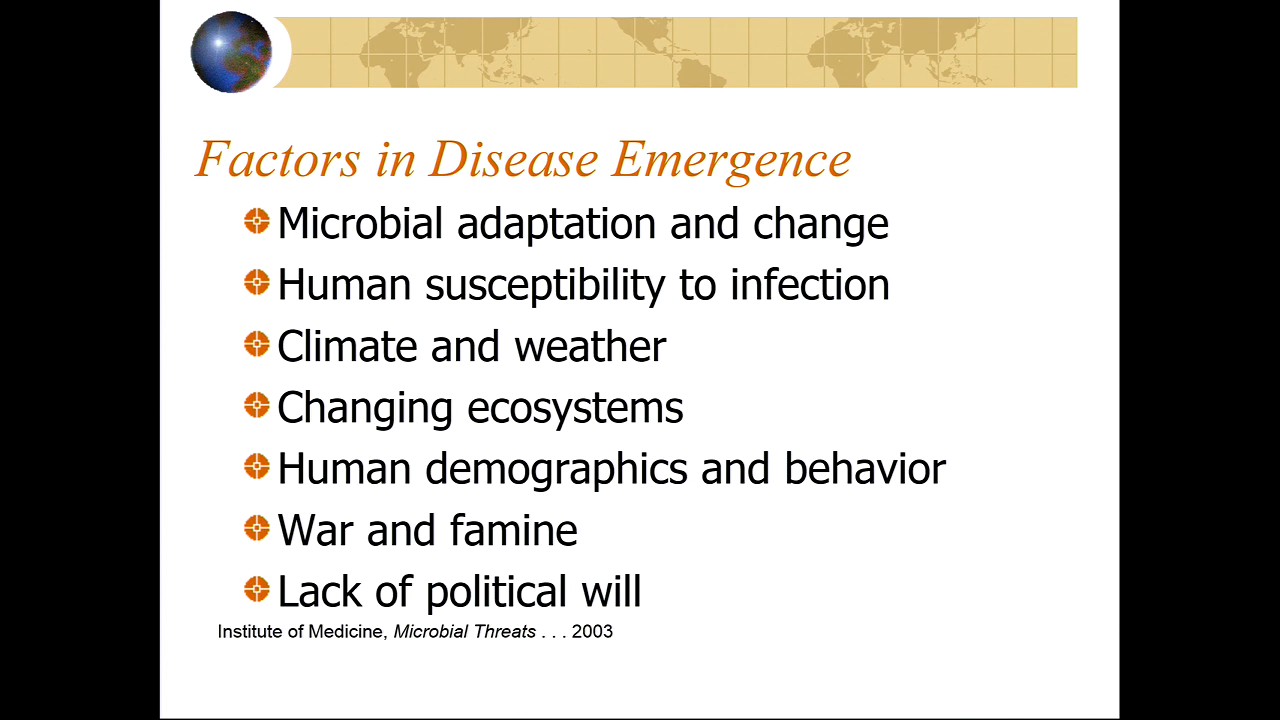 Factors in Disease Emergence
Microbial adaptation and change
Human susceptibility to infection
Climate and weather
Changing ecosystems
Human demographics and behavior
War and famine
Lack of political will
Institute of Medicine, Microbial Threats . . . 2003